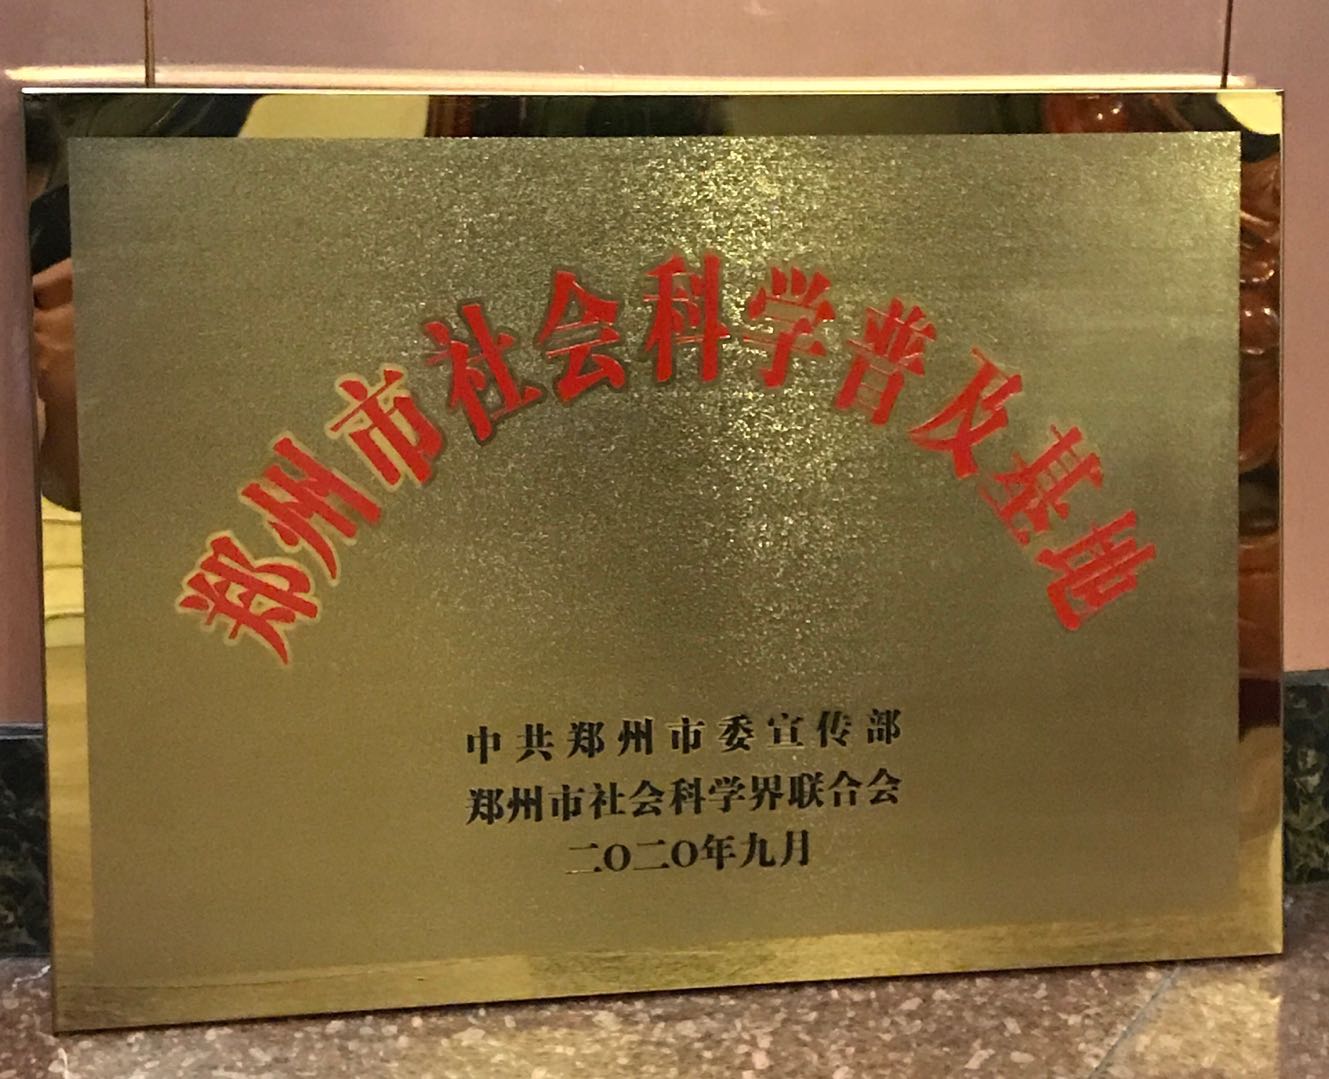 郑州市社会科学普及基地
中共郑州市委宣传部
郑州市社会科学界联合会
二〇二〇年九月